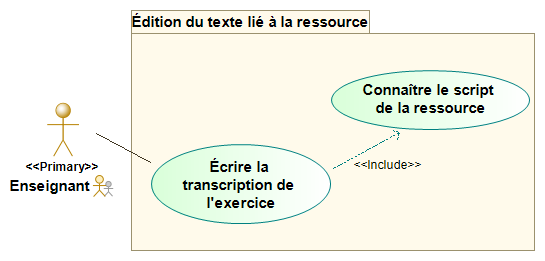 Édition du texte lié à la ressource
Connaître le script
de la ressource
<<Primary>>
Enseignant
Écrire la
transcription de
l'exercice
<<Include>>